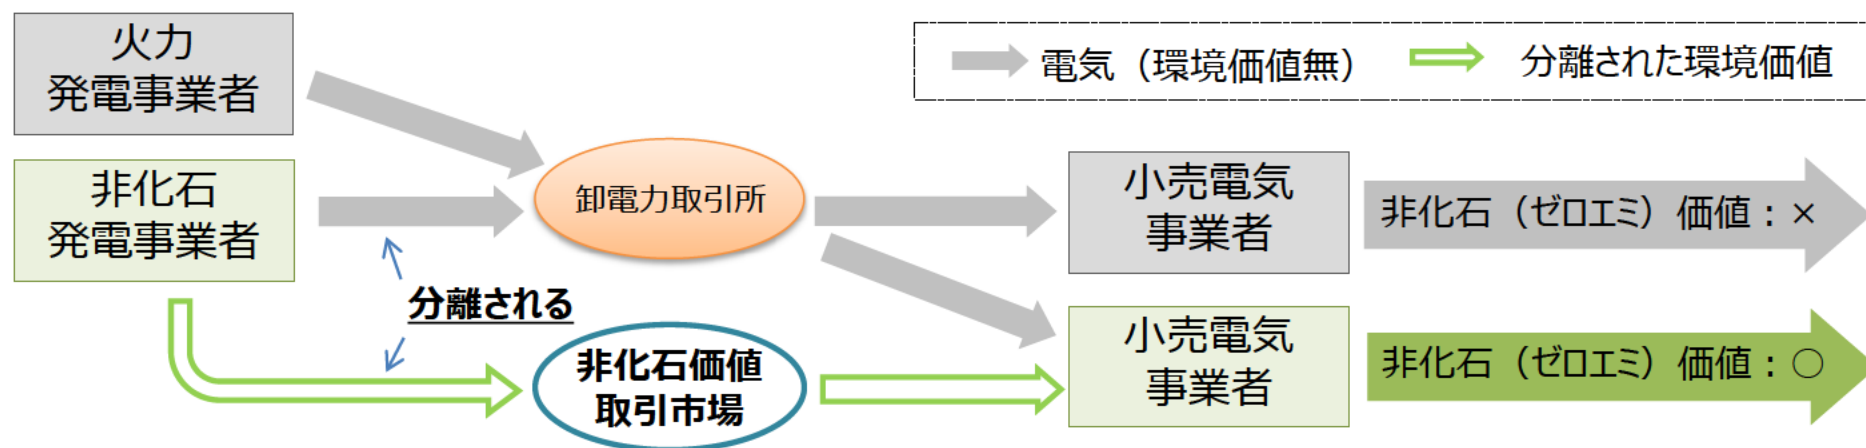 火力
発電事業者
電気（環境価値無）
分離された環境価値
非化石
発電事業者
卸電力取引所
小売電気
事業者
非化石（ゼロエミ）価値：×
分離される
非化石価値
取引市場
小売電気
事業者
非化石（ゼロエミ）価値：○